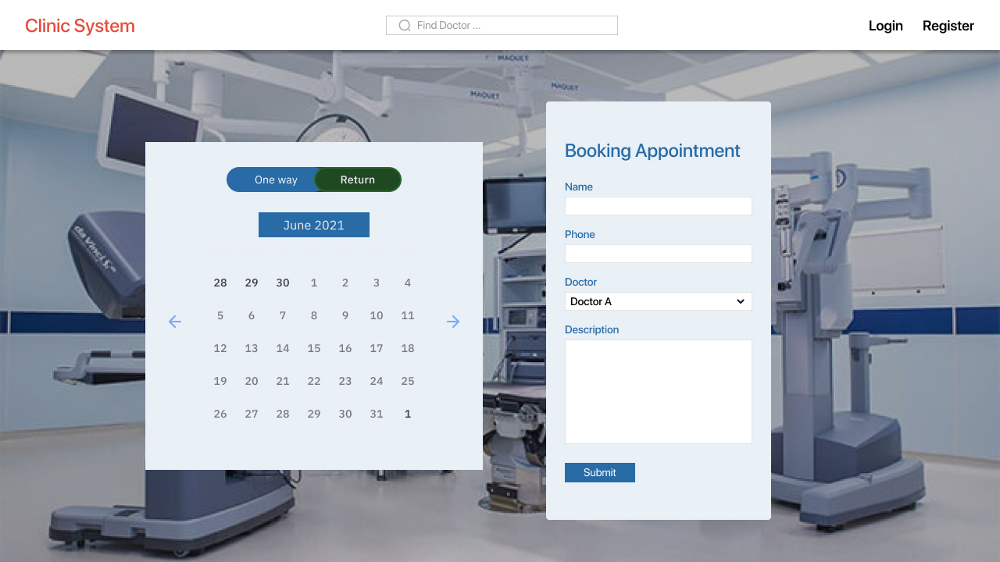 Clinic System
Find Doctor ...
Login
Register
MAQUET
MAQUET
MAQUET
One way
Return
June 2021
28 29 30 1 2 3 4
5 6 7 8 9 10 11
12 13 14 15 16 17 18
19 20 21 22 23 24 25
26 27 28 29 30 31 1
da Vinci
Booking Appointment
Name
Phone
Doctor
Doctor A
Description
Submit